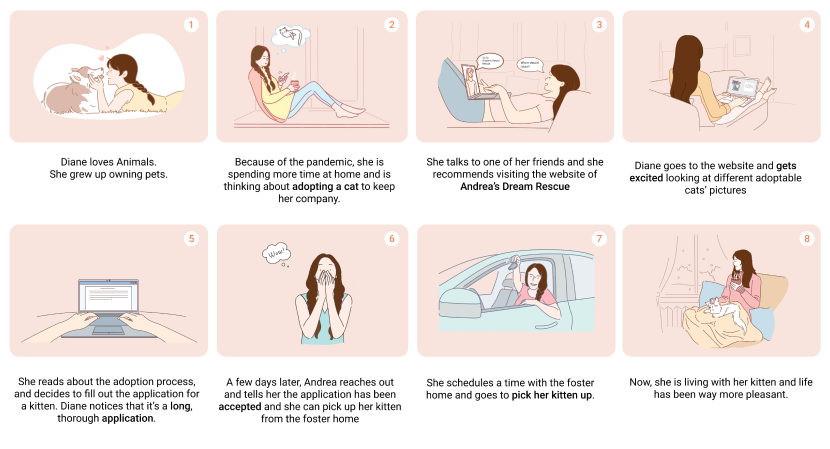 1
Diane loves Animals.
She grew up owning pets.
2
Because of the pandemic, she is
spending more time at home and is
thinking about adopting a cat to keep
her company.
3
She talks to one of her friends and she
recommends visiting the website of
Andrea's Dream Rescue
4
Diane goes to the website and gets
excited looking at different adoptable
cats' pictures
5
She reads about the adoption process,
and decides to fill out the application for
a kitten. Diane notices that it's a long,
thorough application.
6
Wow!
A few days later, Andrea reaches out
and tells her the application has been
accepted and she can pick up her kitten
from the foster home
7
She schedules a time with the foster
home and goes to pick her kitten up.
8
Now, she is living with her kitten and life
has been way more pleasant.